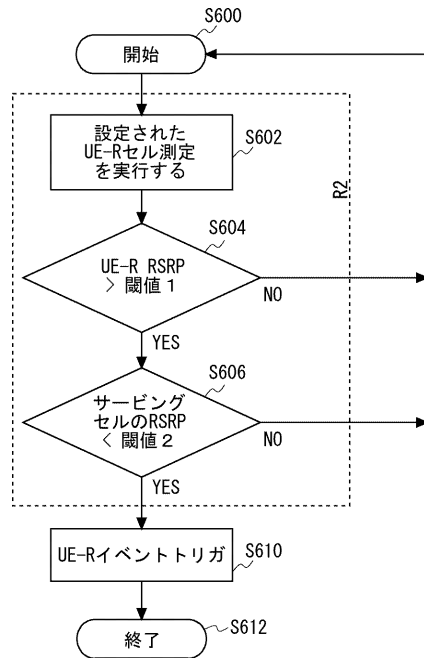 S600
開始
設定された
UE-Rセル測定
を実行する
S602
R2
S604
UE-R RSRP
> 閾値1
NO
YES
S606
サービング
セルのRSRP
< 閾値2
NO
YES
UE-Rイベントトリガ
S610
終了
S612